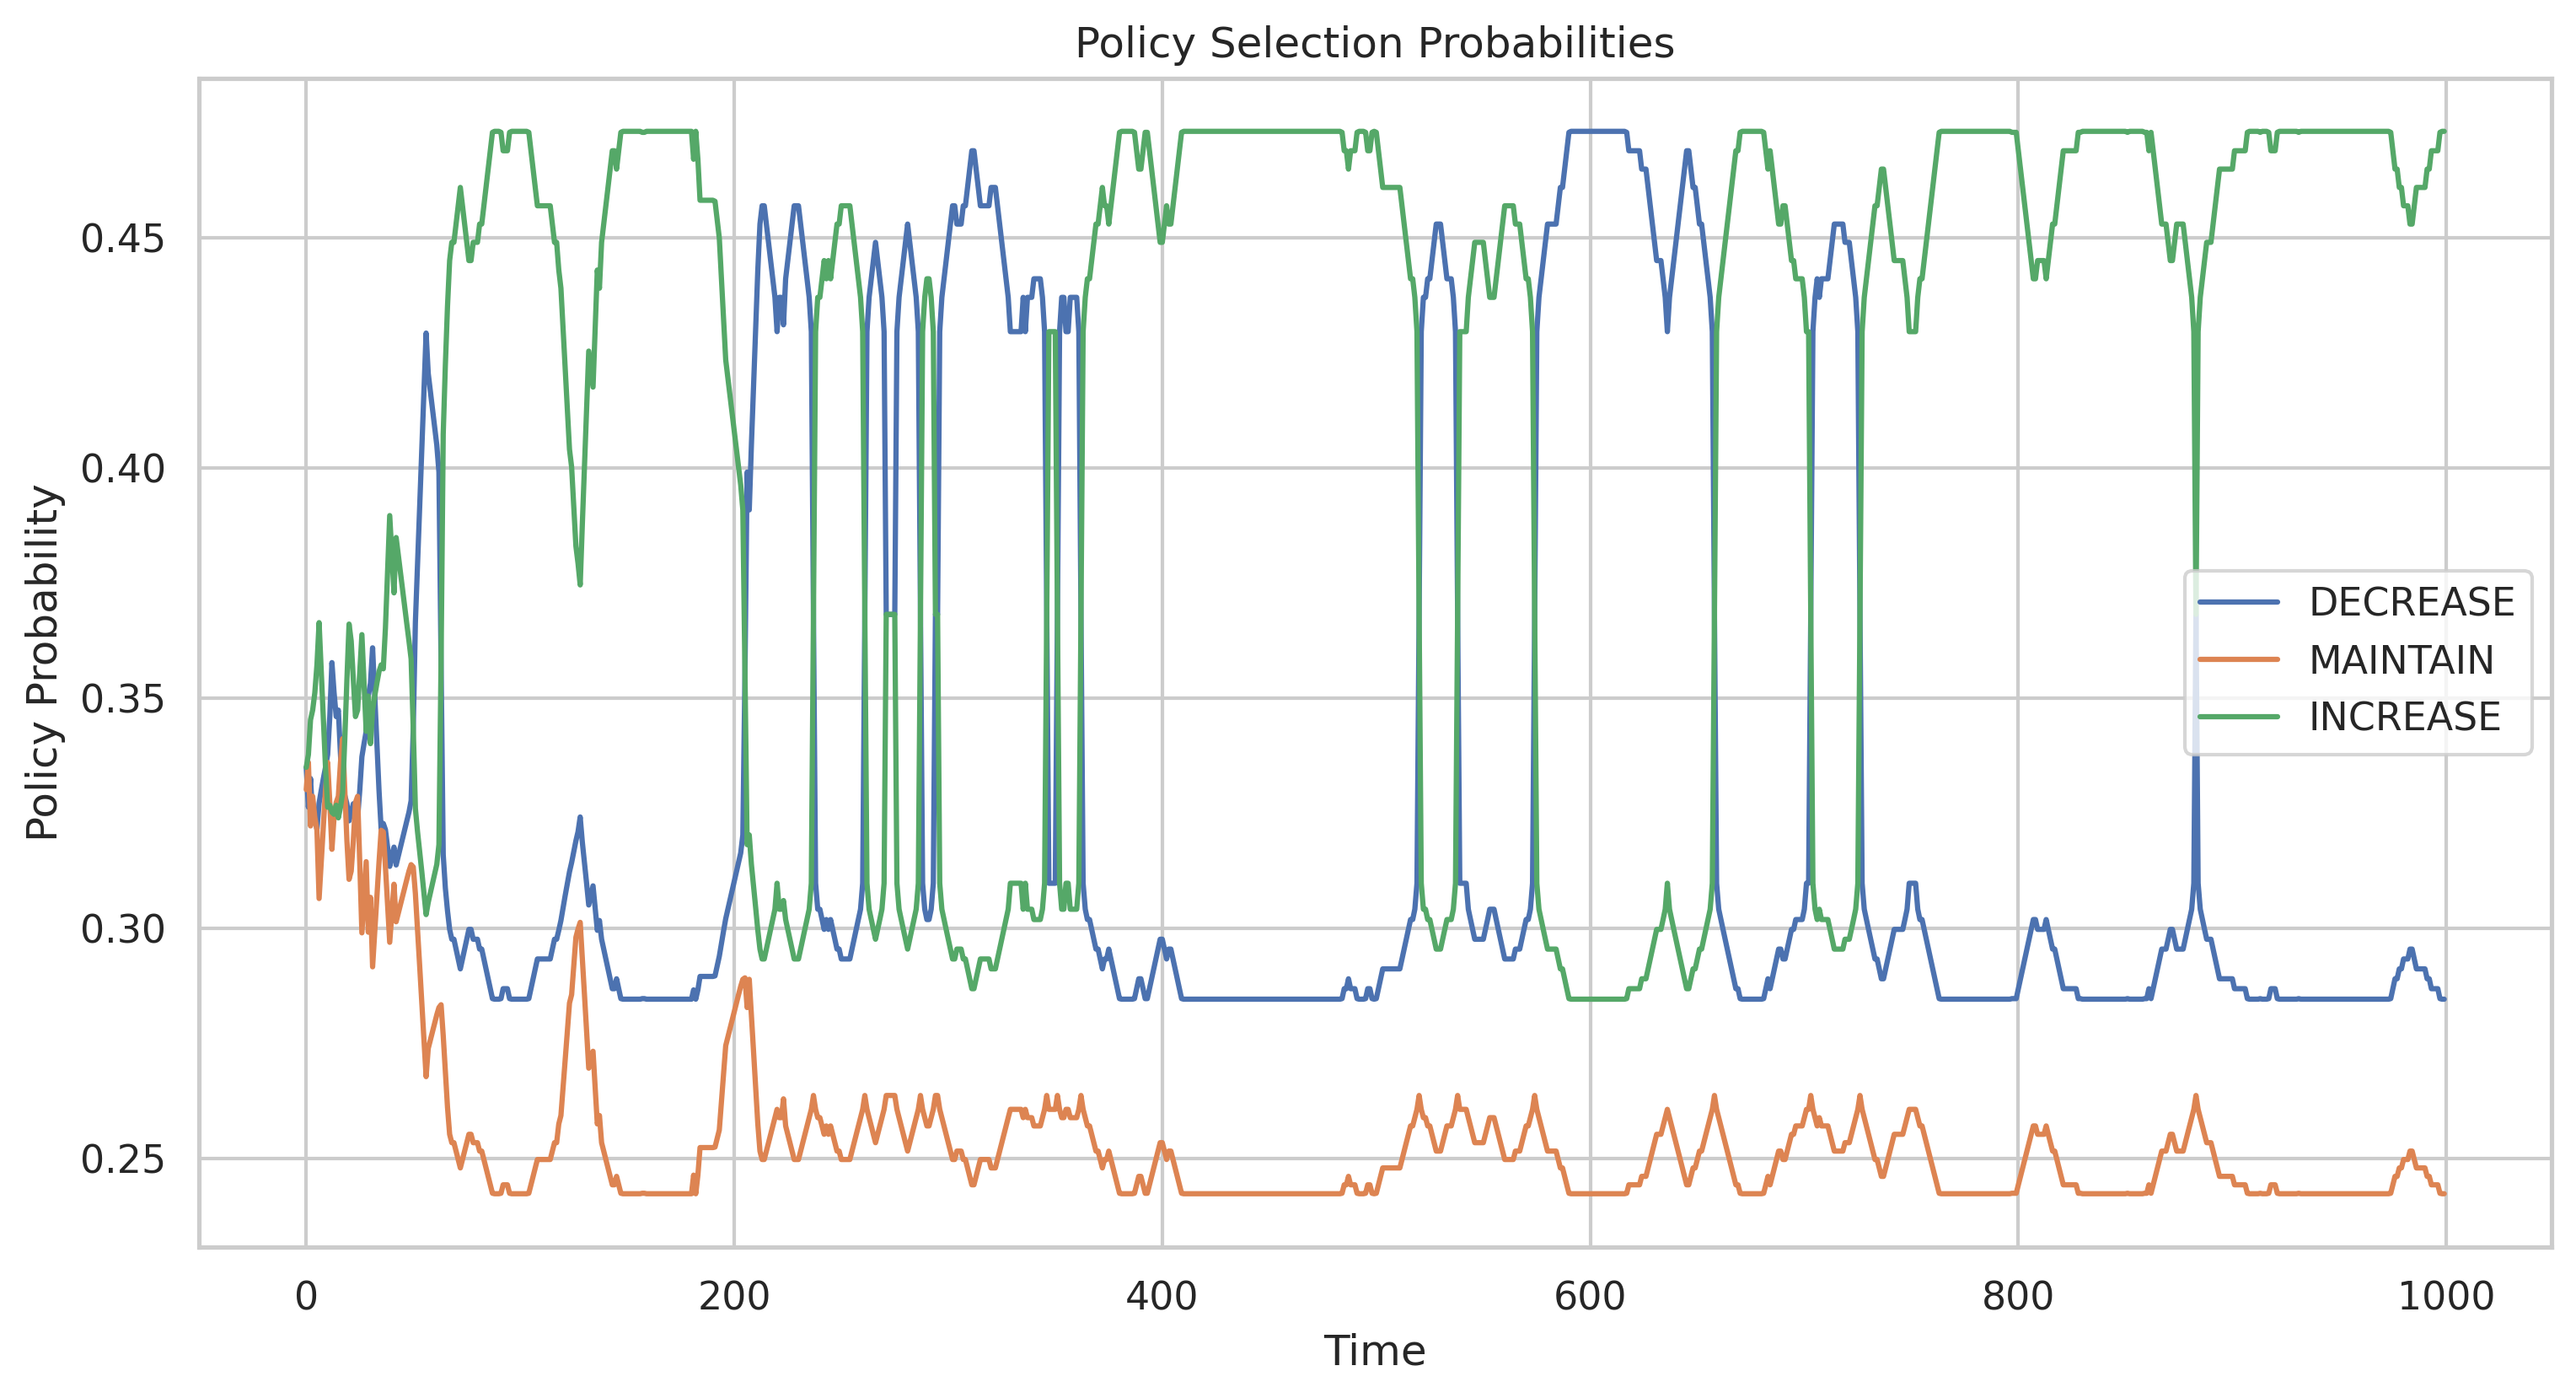 Policy Selection Probabilities
Policy Probability
0.45
0.40
0.35
0.30
0.25
DECREASE
MAINTAIN
INCREASE
0 200 400 600 800 1000
Time